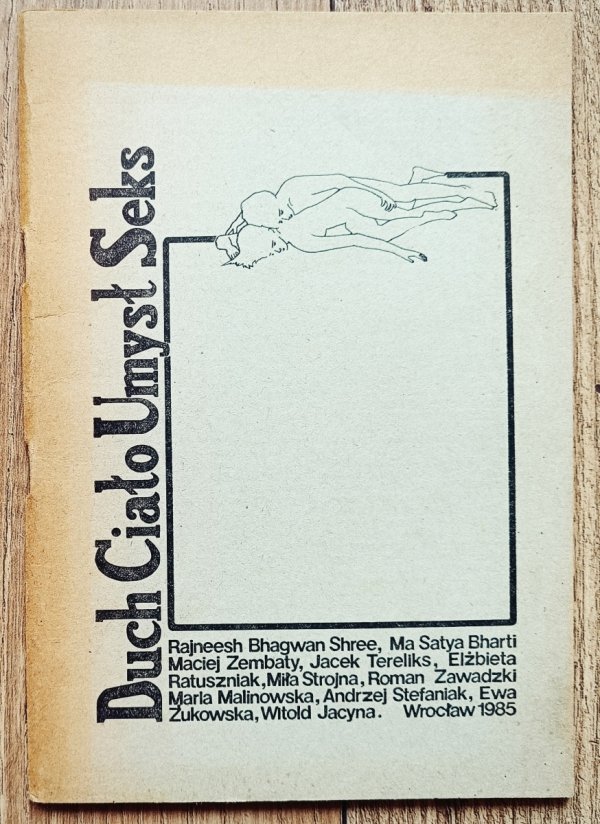 Duch Ciało Umysł Seks
Rajneesh Bhagwan Shree, Ma Satya Bharti
Maciej Zembaty, Jacek Tereliks, Elżbieta
Ratuszniak, Miła Strojna, Roman Zawadzki
Marla Malinowska, Andrzej Stefaniak, Ewa
Żukowska, Witold Jacyna. Wrocław 1985